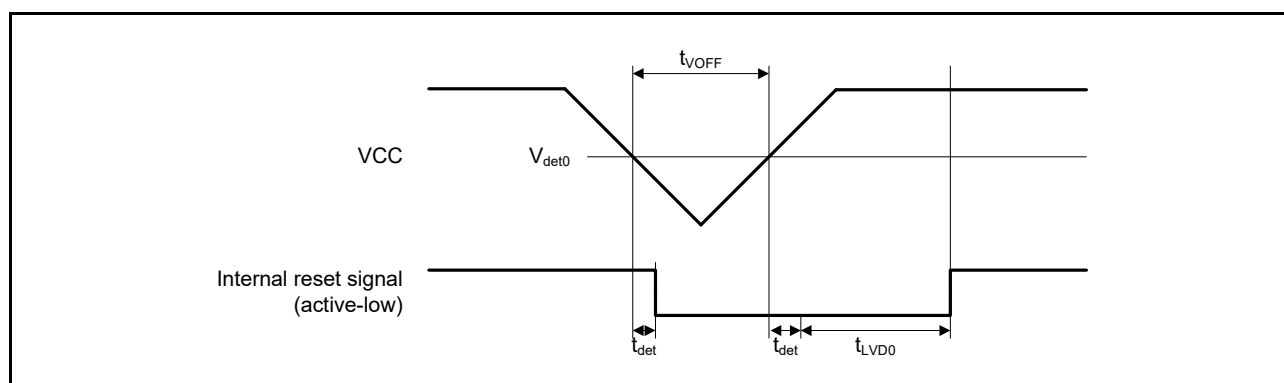 tVOFF
VCC
Vdet0
Internal reset signal
(active-low)
tdet
tdet
tLVD0